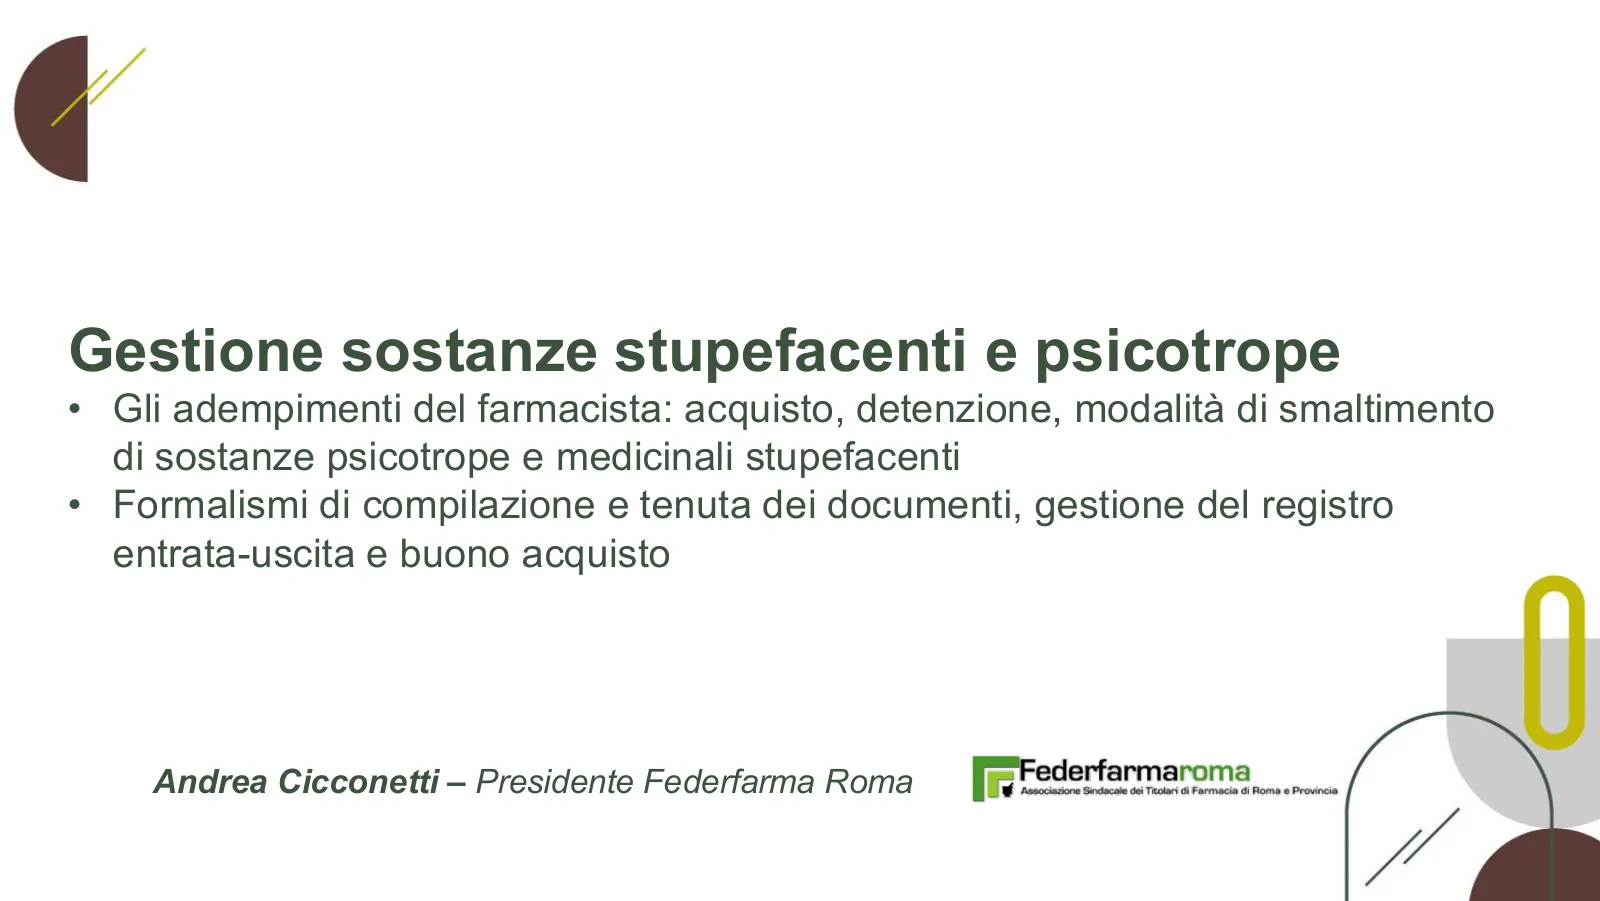 Gestione sostanze stupefacenti e psicotrope
• Gli adempimenti del farmacista: acquisto, detenzione, modalità di smaltimento
di sostanze psicotrope e medicinali stupefacenti
• Formalismi di compilazione e tenuta dei documenti, gestione del registro
entrata-uscita e buono acquisto
Andrea Cicconetti – Presidente Federfarma Roma
Federfarmaroma
Associazione Sindacale dei Titolari di Farmacia di Roma e Provincia